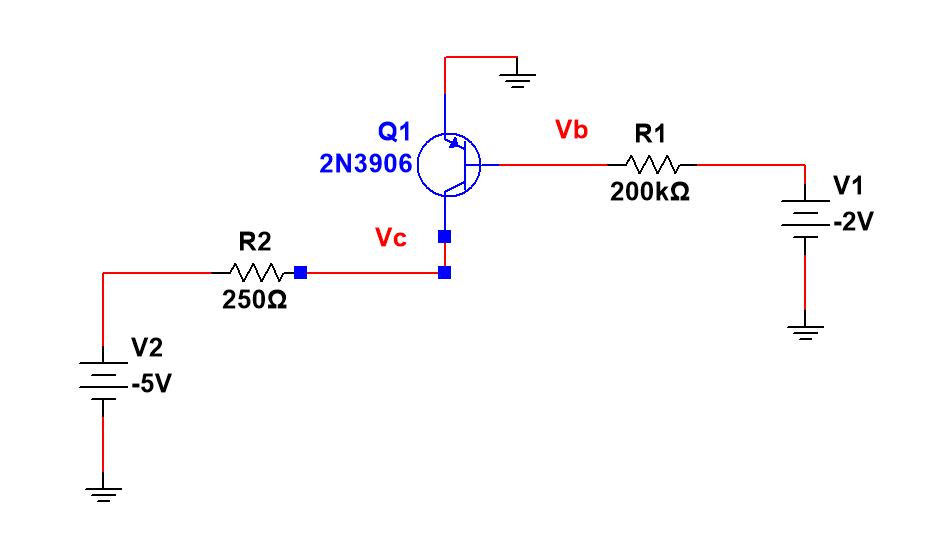 Q1
2N3906
Vb
R1
200kΩ
V1
-2V
Vc
R2
250Ω
V2
-5V